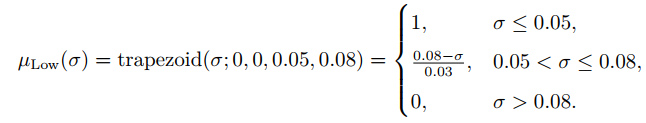 μ_Low(σ) = trapezoid(σ; 0, 0, 0.05, 0.08) = { 1, σ ≤ 0.05,
(0.08−σ)/0.03, 0.05 < σ ≤ 0.08,
0, σ > 0.08.